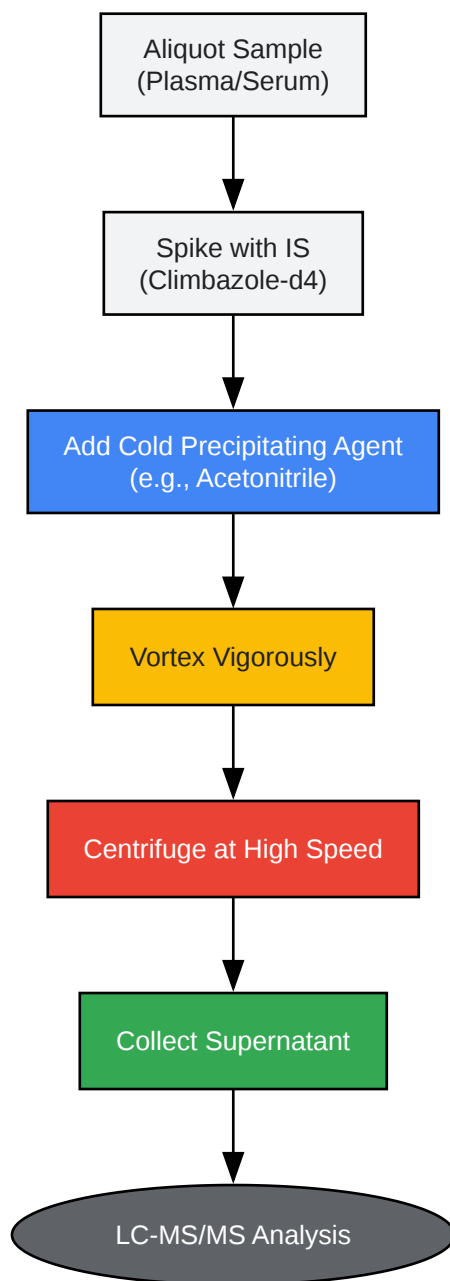 Aliquot Sample
(Plasma/Serum)
Spike with IS
(Climbazole-d4)
Add Cold Precipitating Agent
(e.g., Acetonitrile)
Vortex Vigorously
Centrifuge at High Speed
Collect Supernatant
LC-MS/MS Analysis